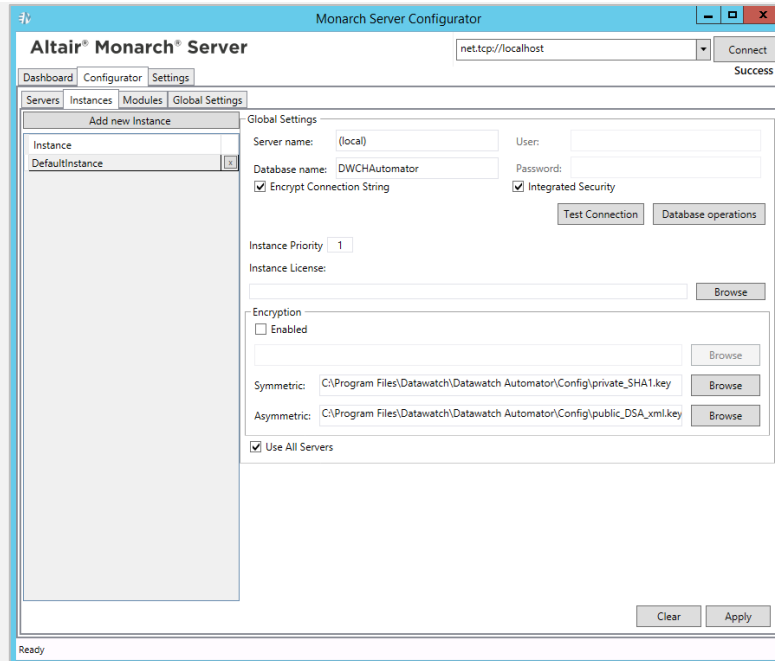 Monarch Server Configurator
Altair® Monarch® Server
net.tcp://localhost
Connect
Success
Dashboard Configurator Settings
Servers Instances Modules Global Settings
Add new Instance
Instance
DefaultInstance x
Global Settings
Server name: (local) User:
Database name: DWCHAutomator Password:
Encrypt Connection String Integrated Security
Test Connection Database operations
Instance Priority 1
Instance License:
Browse
Encryption
Enabled
Browse
Symmetric: C:\Program Files\Datawatch\Datawatch Automator\Config\private_SHA1.key Browse
Asymmetric: C:\Program Files\Datawatch\Datawatch Automator\Config\public_DSA_xml.key Browse
Use All Servers
Clear Apply
Ready